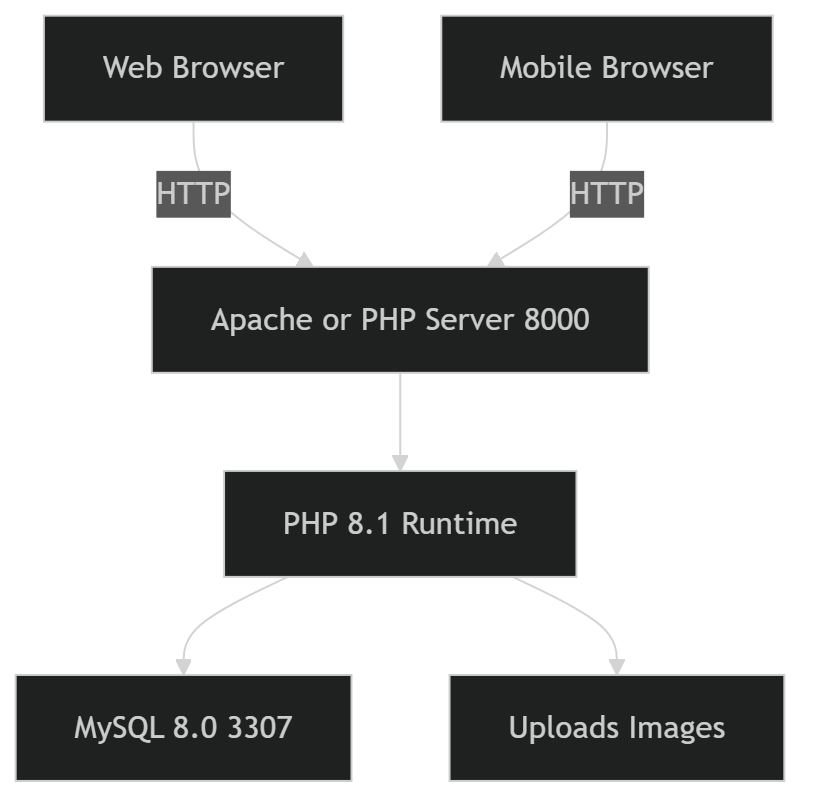 Web Browser
Mobile Browser
HTTP
HTTP
Apache or PHP Server 8000
PHP 8.1 Runtime
MySQL 8.0 3307
Uploads Images